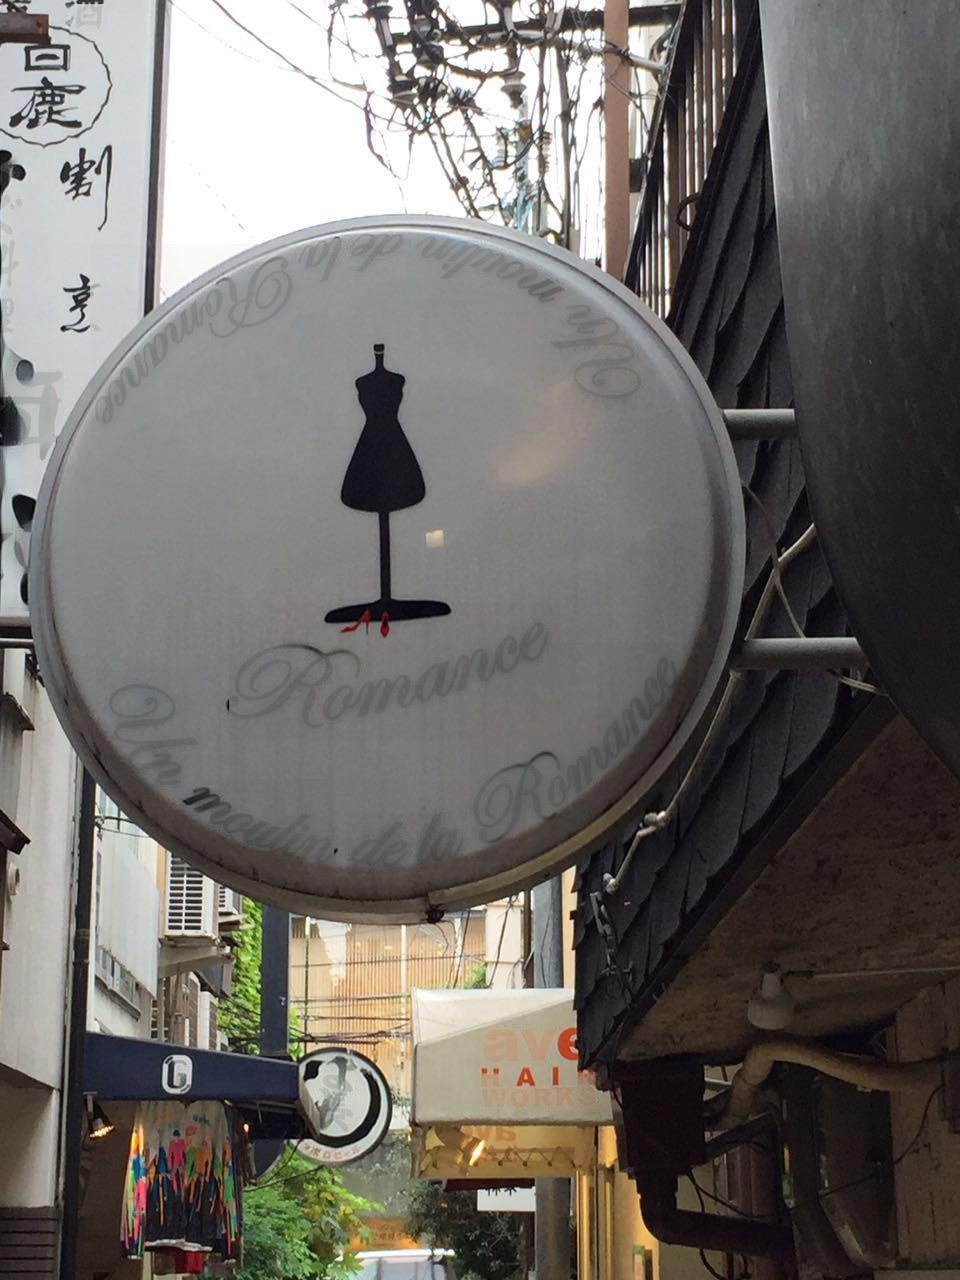 白鹿
割
烹
Un moulin de la Romance
Romance
Un moulin de la Romance
G
ave
HAIR
WORKS